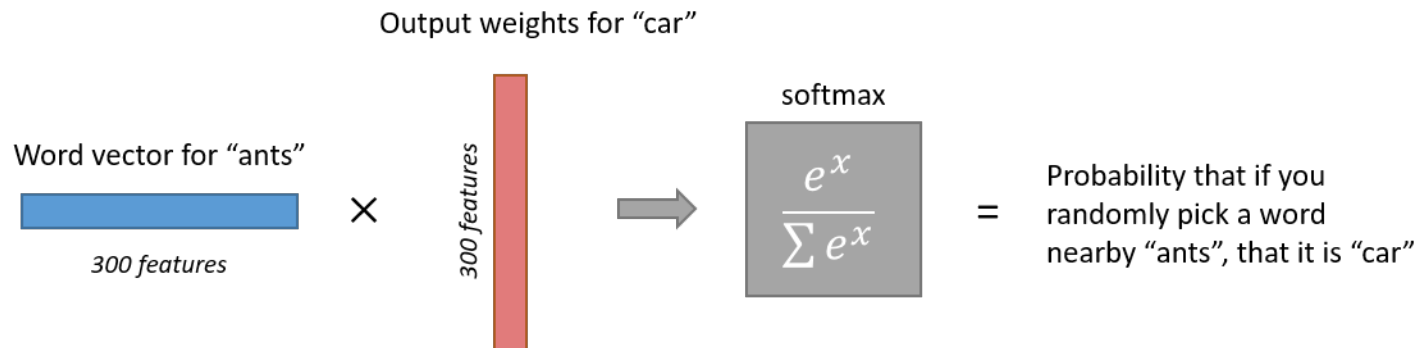 Output weights for “car”
softmax
Word vector for “ants”
300 features
×
300 features
e^x
∑ e^x
=
Probability that if you
randomly pick a word
nearby “ants”, that it is “car”